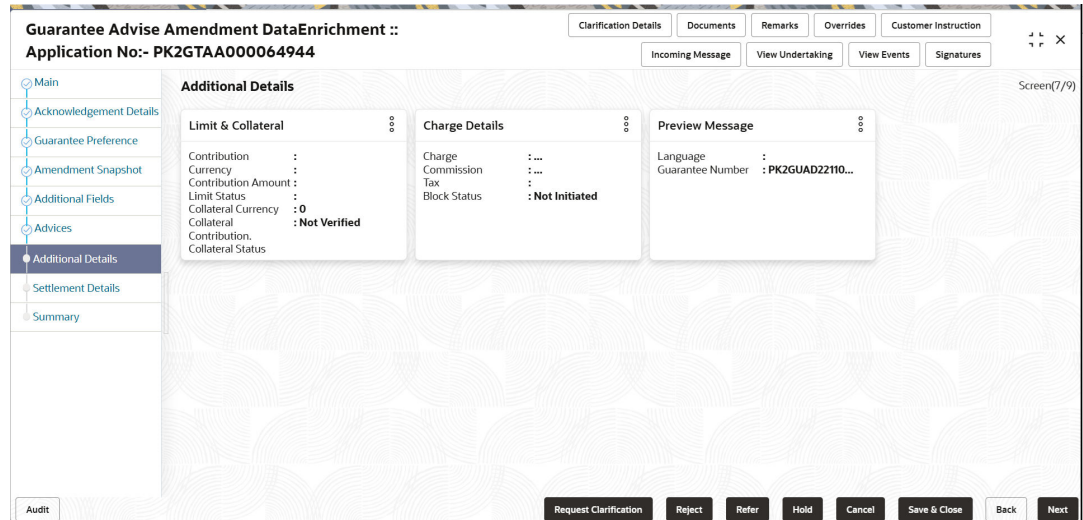 Guarantee Advise Amendment DataEnrichment ::
Application No:- PK2GTAA000064944
Clarification Details
Documents
Remarks
Overrides
Customer Instruction
Incoming Message
View Undertaking
View Events
Signatures
Main
Acknowledgement Details
Guarantee Preference
Amendment Snapshot
Additional Fields
Advices
Additional Details
Settlement Details
Summary
Additional Details
Screen(7/9)
Limit & Collateral
Contribution :
Currency :
Contribution Amount :
Limit Status :
Collateral Currency : 0
Collateral : Not Verified
Contribution.
Collateral Status
Charge Details
Charge : ...
Commission : ...
Tax :
Block Status : Not Initiated
Preview Message
Language :
Guarantee Number : PK2GUAD22110...
Audit
Request Clarification
Reject
Refer
Hold
Cancel
Save & Close
Back
Next